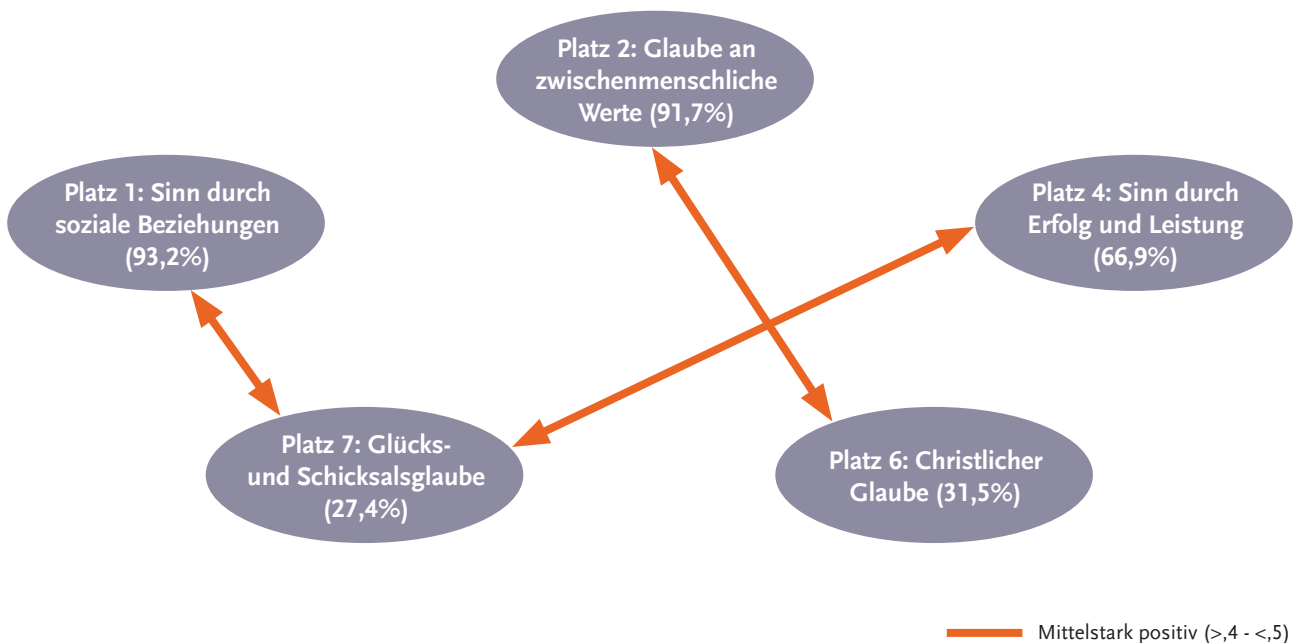 Platz 2: Glaube an
zwischenmenschliche
Werte (91,7%)
Platz 1: Sinn durch
soziale Beziehungen
(93,2%)
Platz 4: Sinn durch
Erfolg und Leistung
(66,9%)
Platz 7: Glücks-
und Schicksalsglaube
(27,4%)
Platz 6: Christlicher
Glaube (31,5%)
Mittelstark positiv (>,4 - <,5)